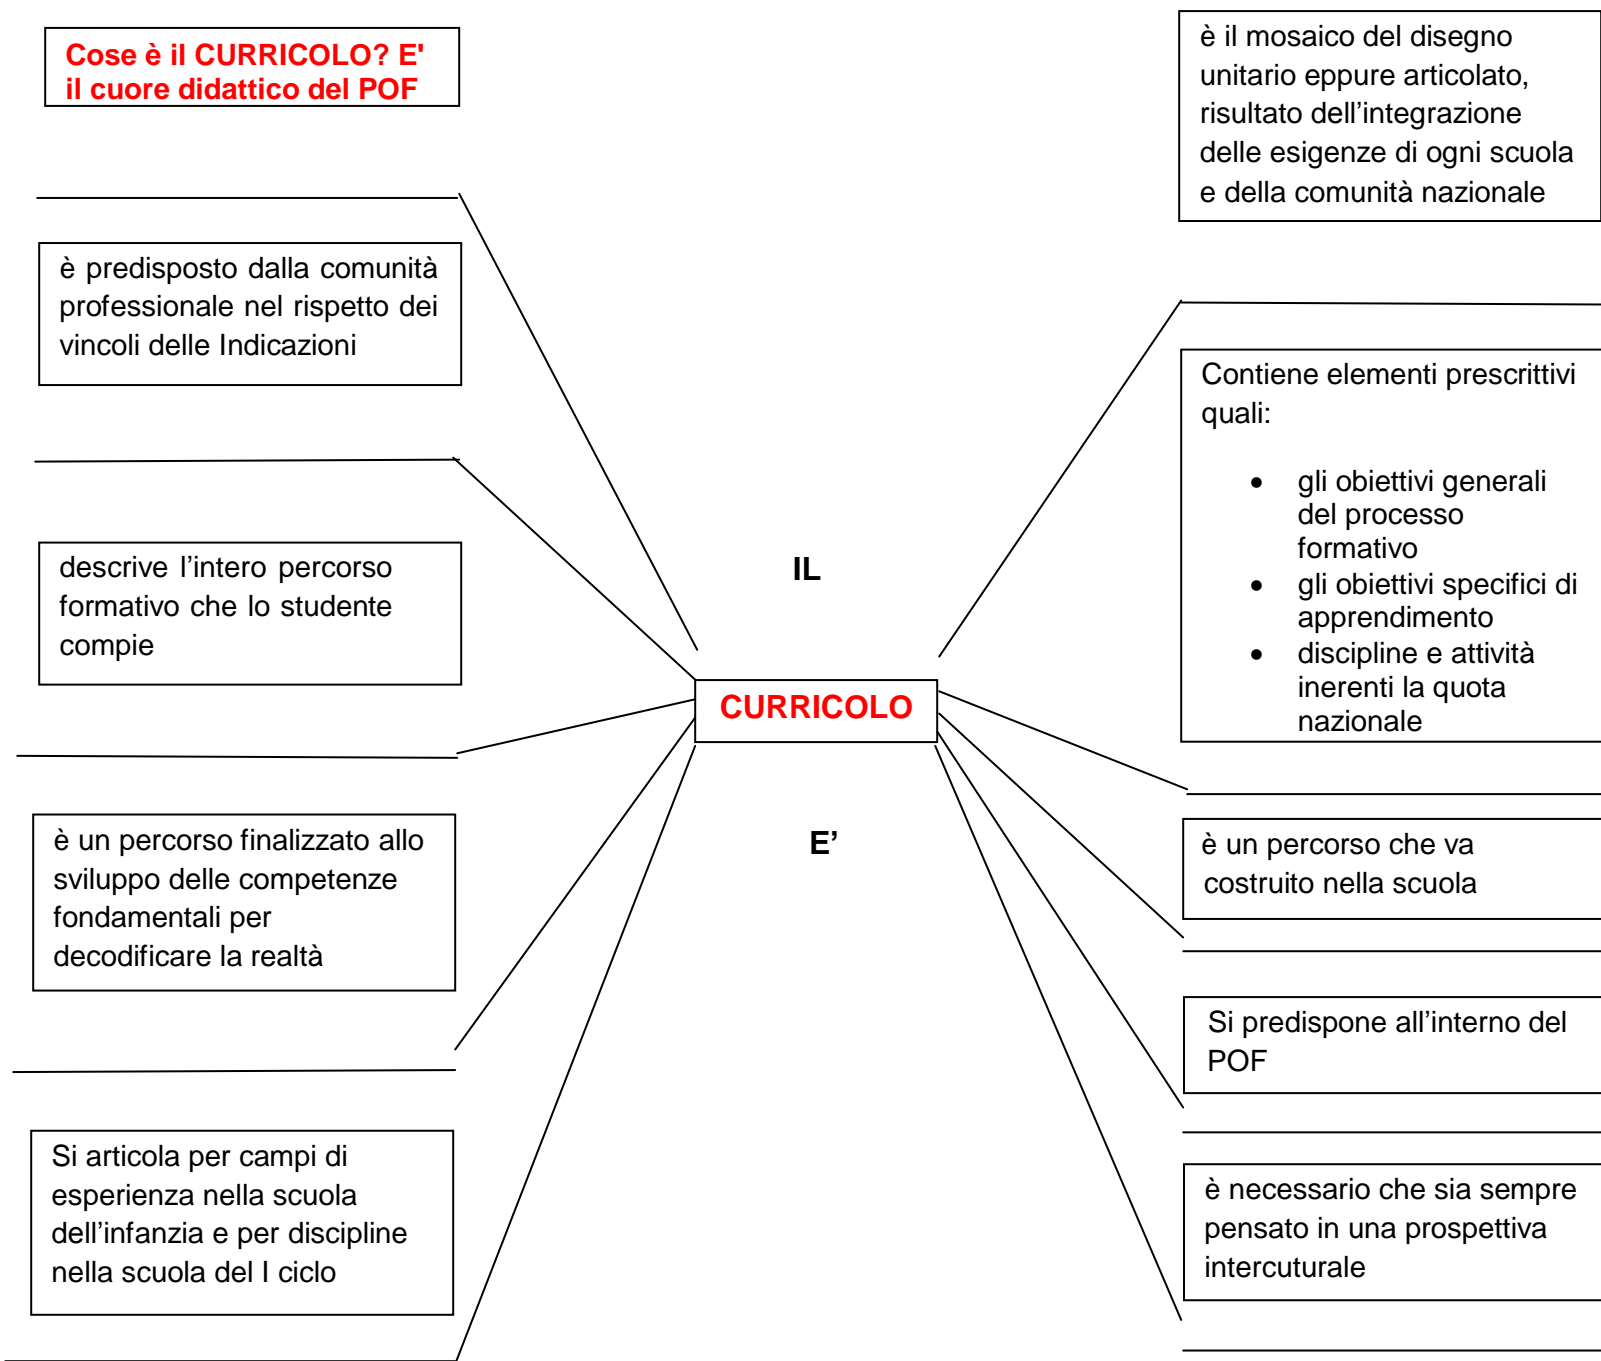 Cose è il CURRICOLO? E'
il cuore didattico del POF
è predisposto dalla comunità
professionale nel rispetto dei
vincoli delle Indicazioni
descrive l’intero percorso
formativo che lo studente
compie
è un percorso finalizzato allo
sviluppo delle competenze
fondamentali per
decodificare la realtà
Si articola per campi di
esperienza nella scuola
dell’infanzia e per discipline
nella scuola del I ciclo
IL
CURRICOLO
E’
è il mosaico del disegno
unitario eppure articolato,
risultato dell’integrazione
delle esigenze di ogni scuola
e della comunità nazionale
Contiene elementi prescrittivi
quali:
• gli obiettivi generali
del processo
formativo
• gli obiettivi specifici di
apprendimento
• discipline e attività
inerenti la quota
nazionale
è un percorso che va
costruito nella scuola
Si predispone all’interno del
POF
è necessario che sia sempre
pensato in una prospettiva
intercuturale